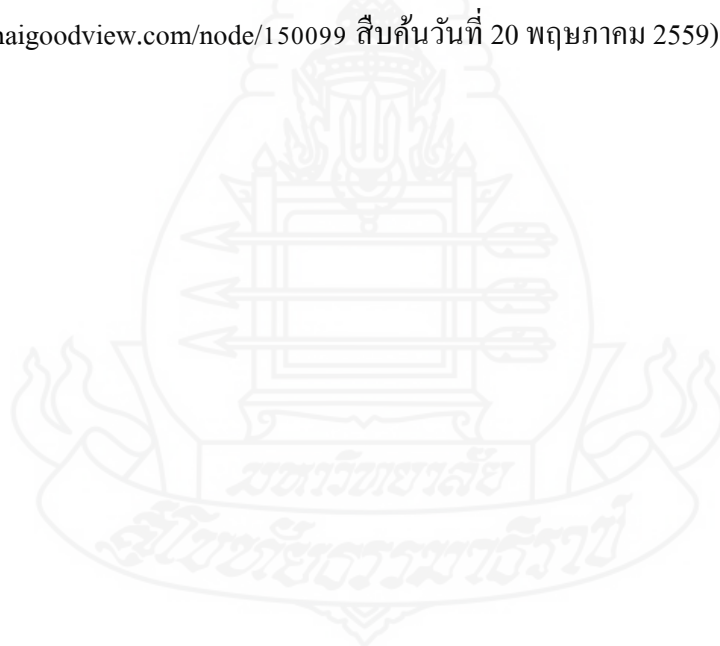 naigoodview.com/node/150099 สืบค้นวันที่ 20 พฤษภาคม 2559)
มหาวิทยาลัย
สุโขทัยธรรมาธิราช